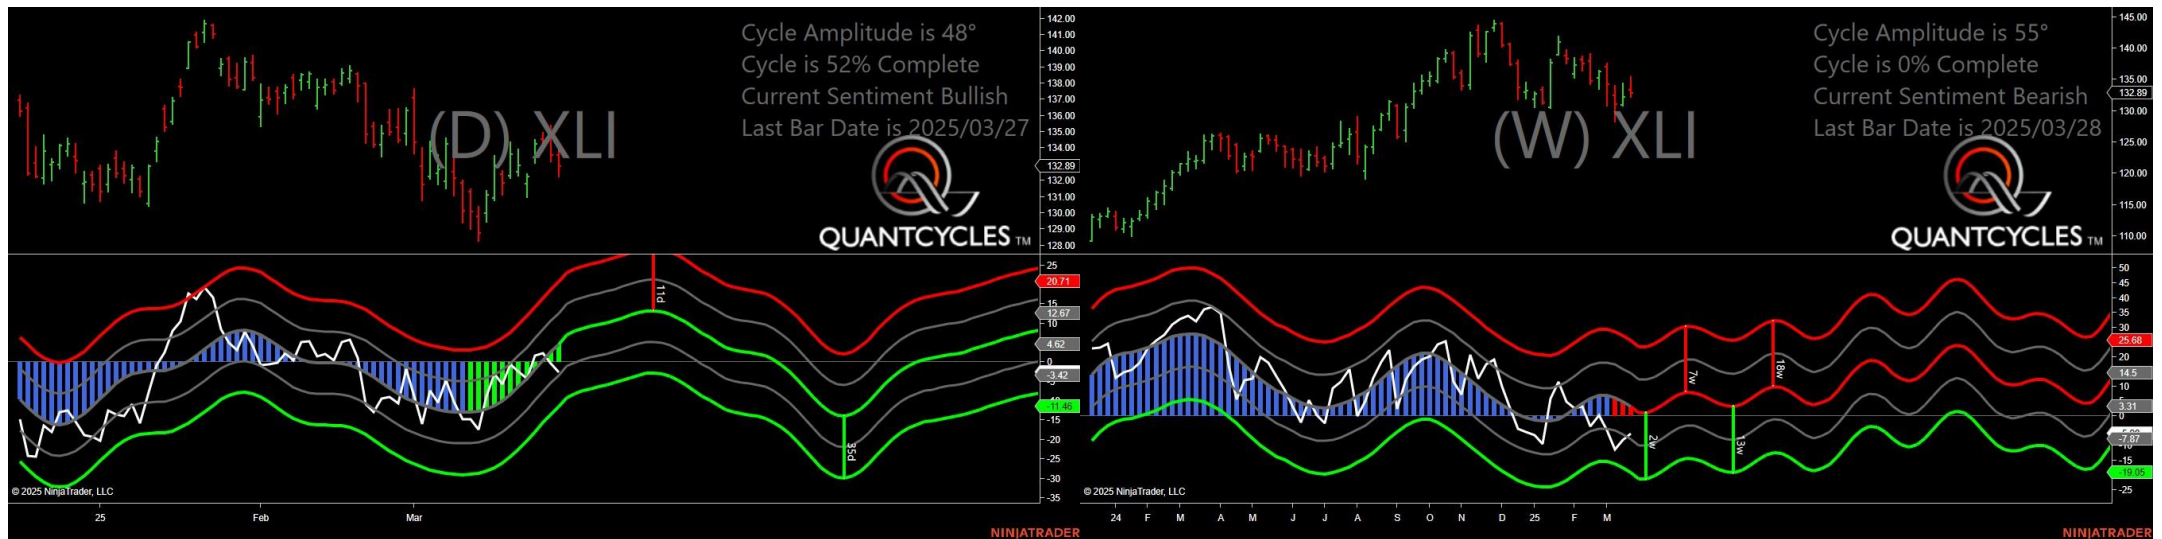 Cycle Amplitude is 48°
Cycle is 52% Complete
Current Sentiment Bullish
Last Bar Date is 2025/03/27
(D) XLI
QUANTCYCLES TM
142.00
141.00
140.00
139.00
138.00
137.00
136.00
135.00
134.00
132.89
132.00
131.00
130.00
129.00
128.00
25
20.71
15
12.67
10
4.62
0
-3.42
-11.46
-15
-20
-25
-30
-35
11d
35d
© 2025 NinjaTrader, LLC
25
Feb
Mar
NINJATRADER
Cycle Amplitude is 55°
Cycle is 0% Complete
Current Sentiment Bearish
Last Bar Date is 2025/03/28
(W) XLI
QUANTCYCLES TM
145.00
140.00
135.00
132.89
130.00
125.00
120.00
115.00
110.00
50
45
40
35
30
25.68
20
14.5
10
3.31
0
-7.87
-15
-19.05
-25
7w
18w
2w
13w
© 2025 NinjaTrader, LLC
24
F
M
A
M
J
J
A
S
O
N
D
25
F
M
NINJATRADER